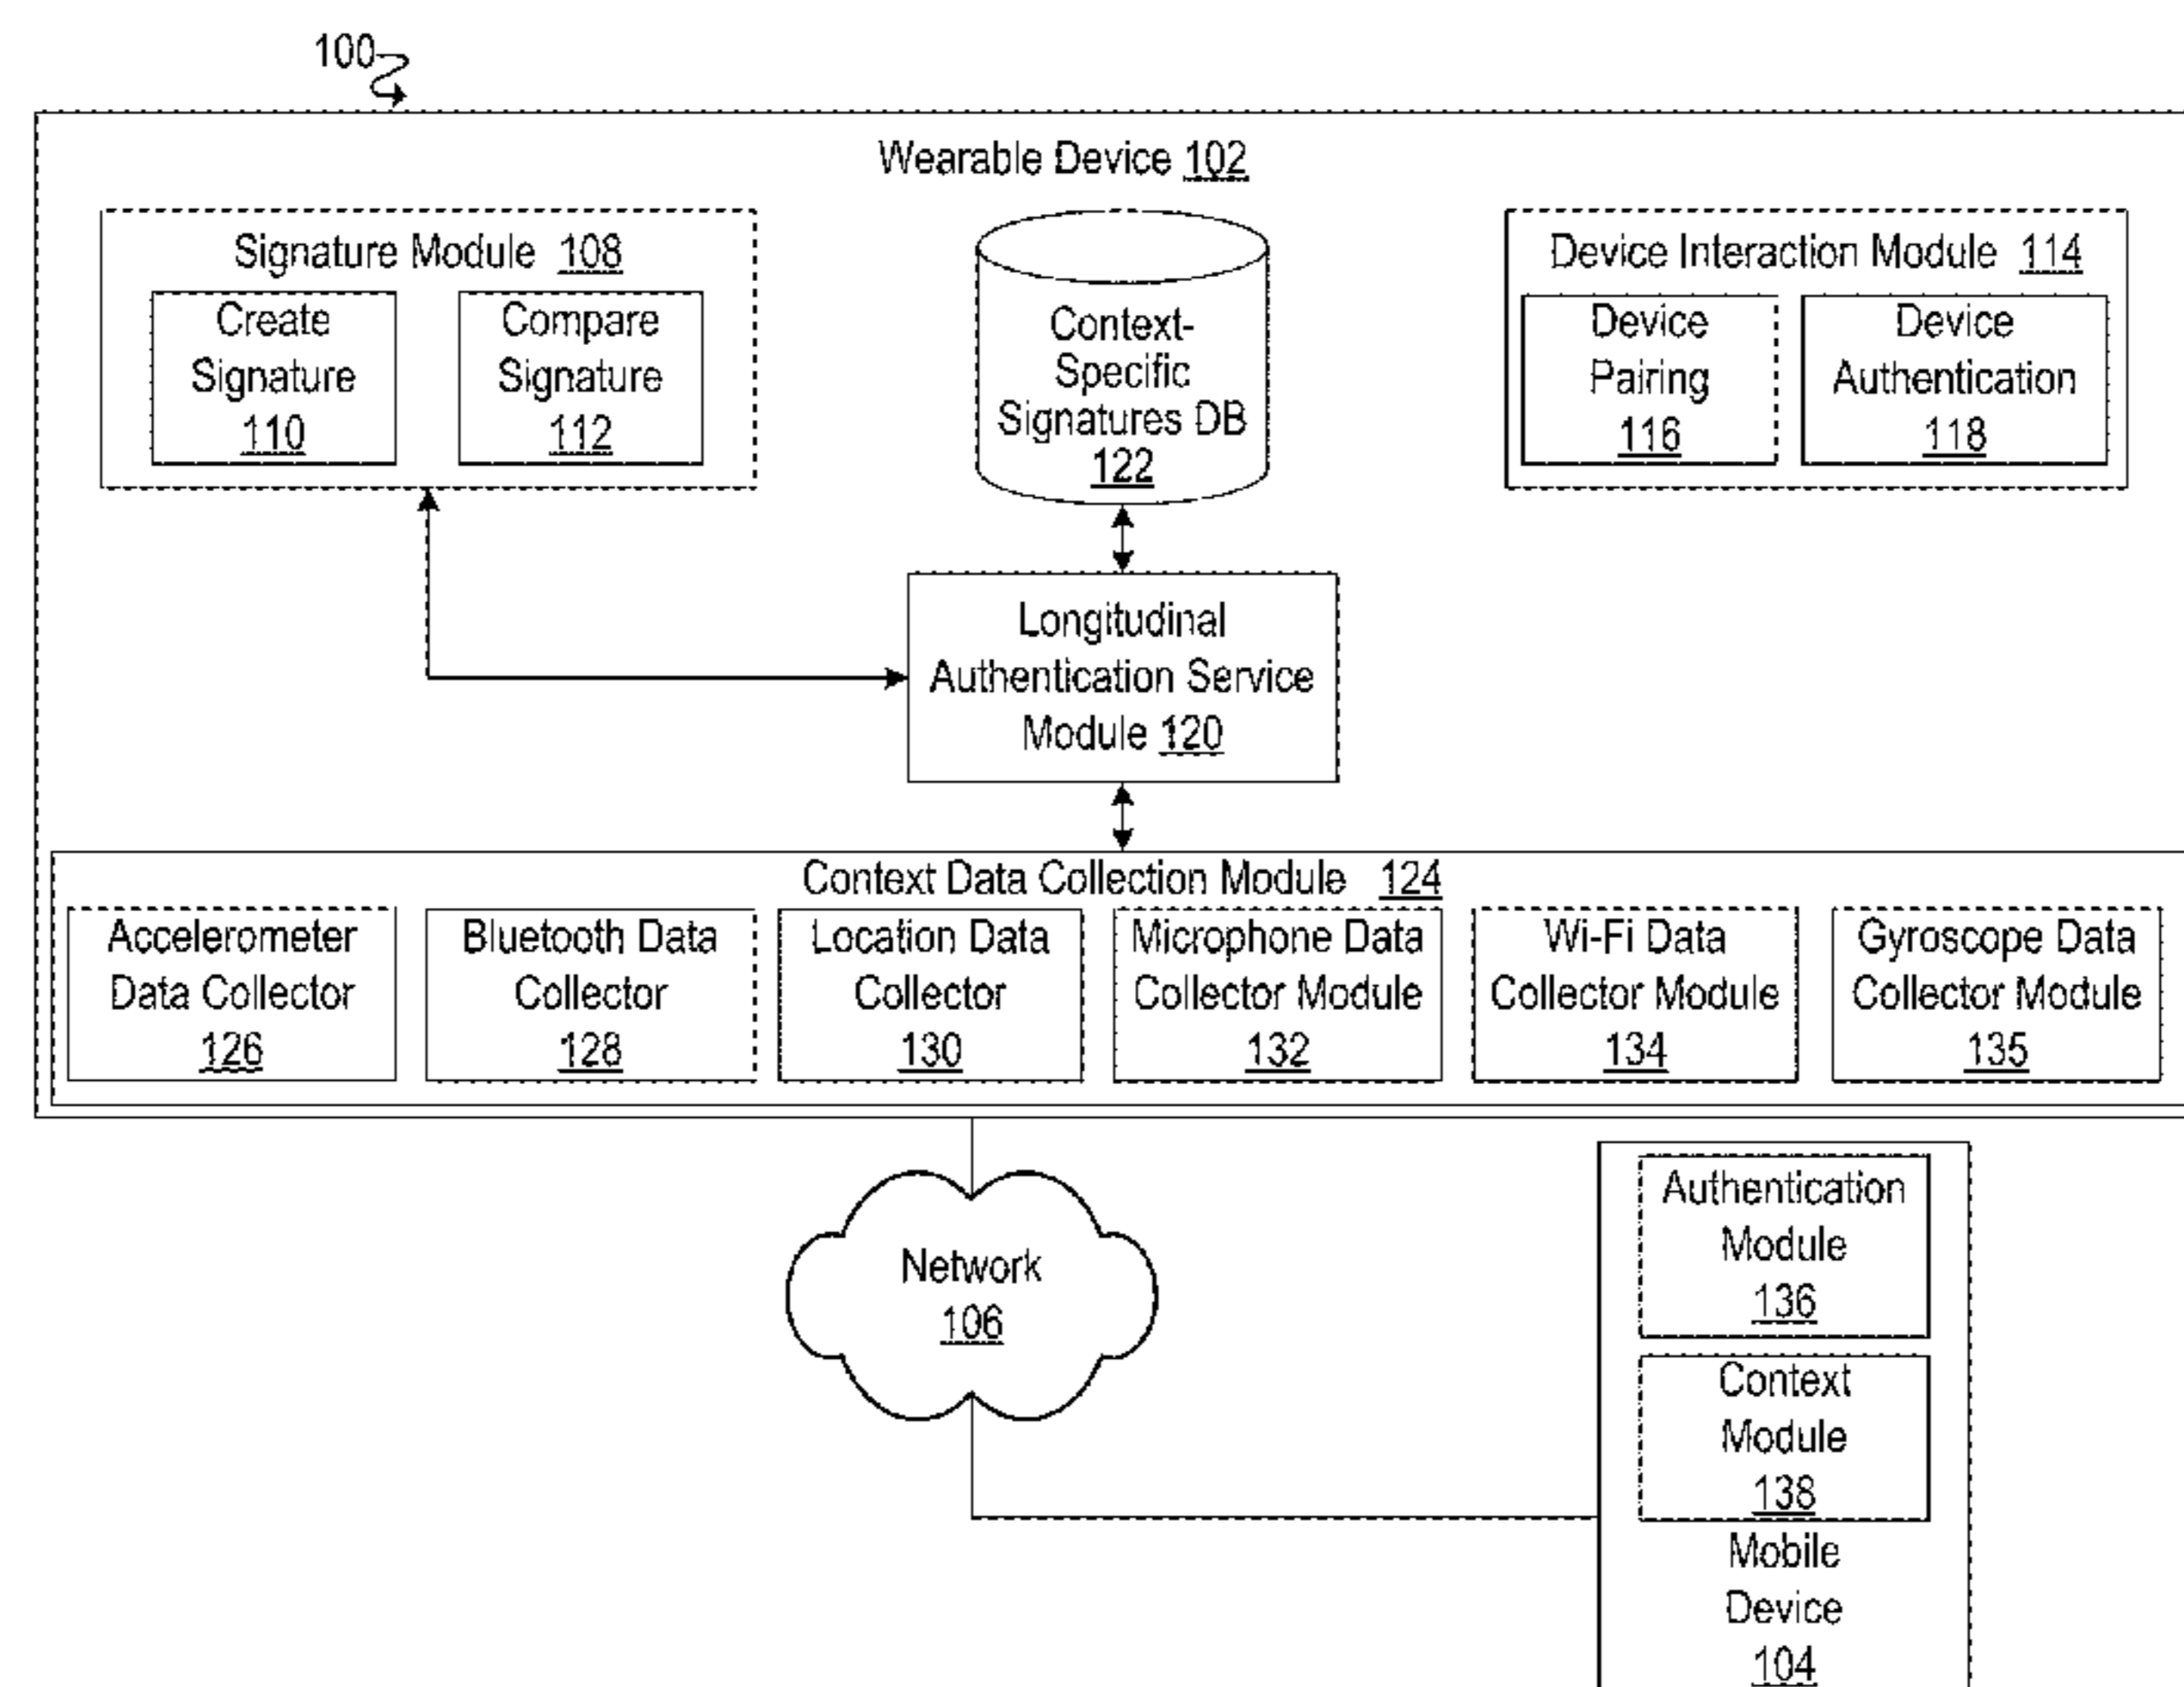 100
Wearable Device 102
Signature Module 108
Create
Signature
110
Compare
Signature
112
Context-
Specific
Signatures DB
122
Device Interaction Module 114
Device
Pairing
116
Device
Authentication
118
Longitudinal
Authentication Service
Module 120
Context Data Collection Module 124
Accelerometer
Data Collector
126
Bluetooth Data
Collector
128
Location Data
Collector
130
Microphone Data
Collector Module
132
Wi-Fi Data
Collector Module
134
Gyroscope Data
Collector Module
135
Network
106
Authentication
Module
136
Context
Module
138
Mobile
Device
104